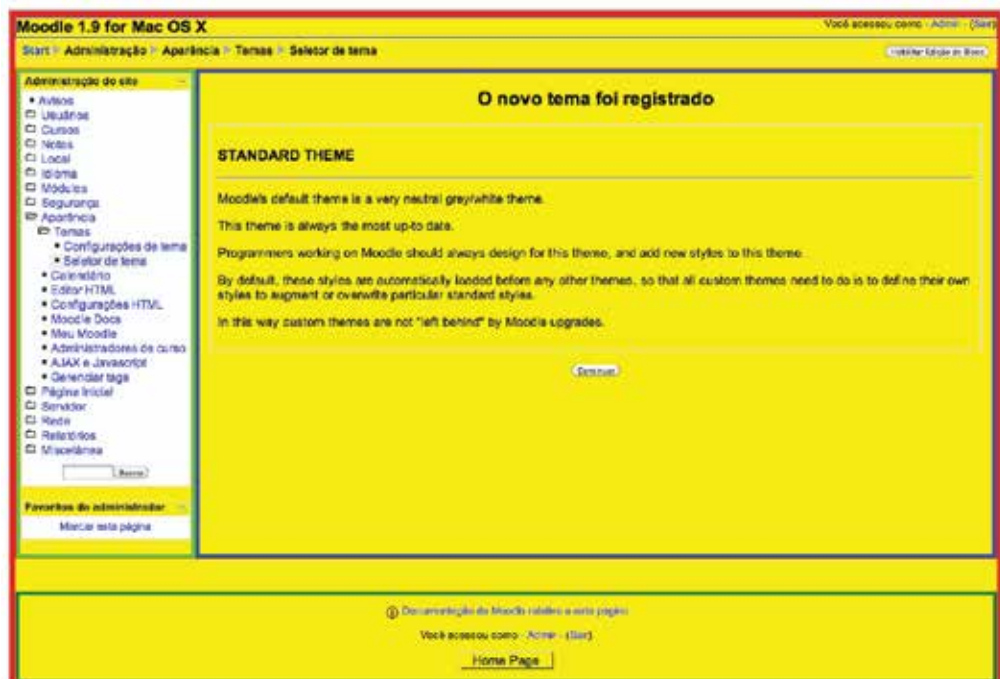 Moodle 1.9 for Mac OS X
Você acessou como - Admin - (Sair)
Start ► Administração ► Aparência ► Temas ► Seletor de tema
Administração do site
Avisos
Usuários
Cursos
Notas
Local
Idioma
Módulos
Segurança
Aparência
Temas
Configurações de tema
Seletor de tema
Calendário
Editor HTML
Configurações HTML
Moodle Docs
Meu Moodle
Administradores de curso
AJAX e Javascript
Gerenciar tags
Página Inicial
Servidor
Rede
Relatórios
Miscelânea
Favoritos do administrador
Marcar esta página
O novo tema foi registrado
STANDARD THEME
Moodle's default theme is a very neutral grey/white theme.
This theme is always the most up-to date.
Programmers working on Moodle should always design for this theme, and add new styles to this theme.
By default, these styles are automatically loaded before any other themes, so that all custom themes need to do is to define their own
styles to augment or overwrite particular standard styles.
In this way custom themes are not "left behind" by Moodle upgrades.
Continuar
Documentação de Moodle relativa a esta página
Você acessou como - Admin - (Sair)
Home Page